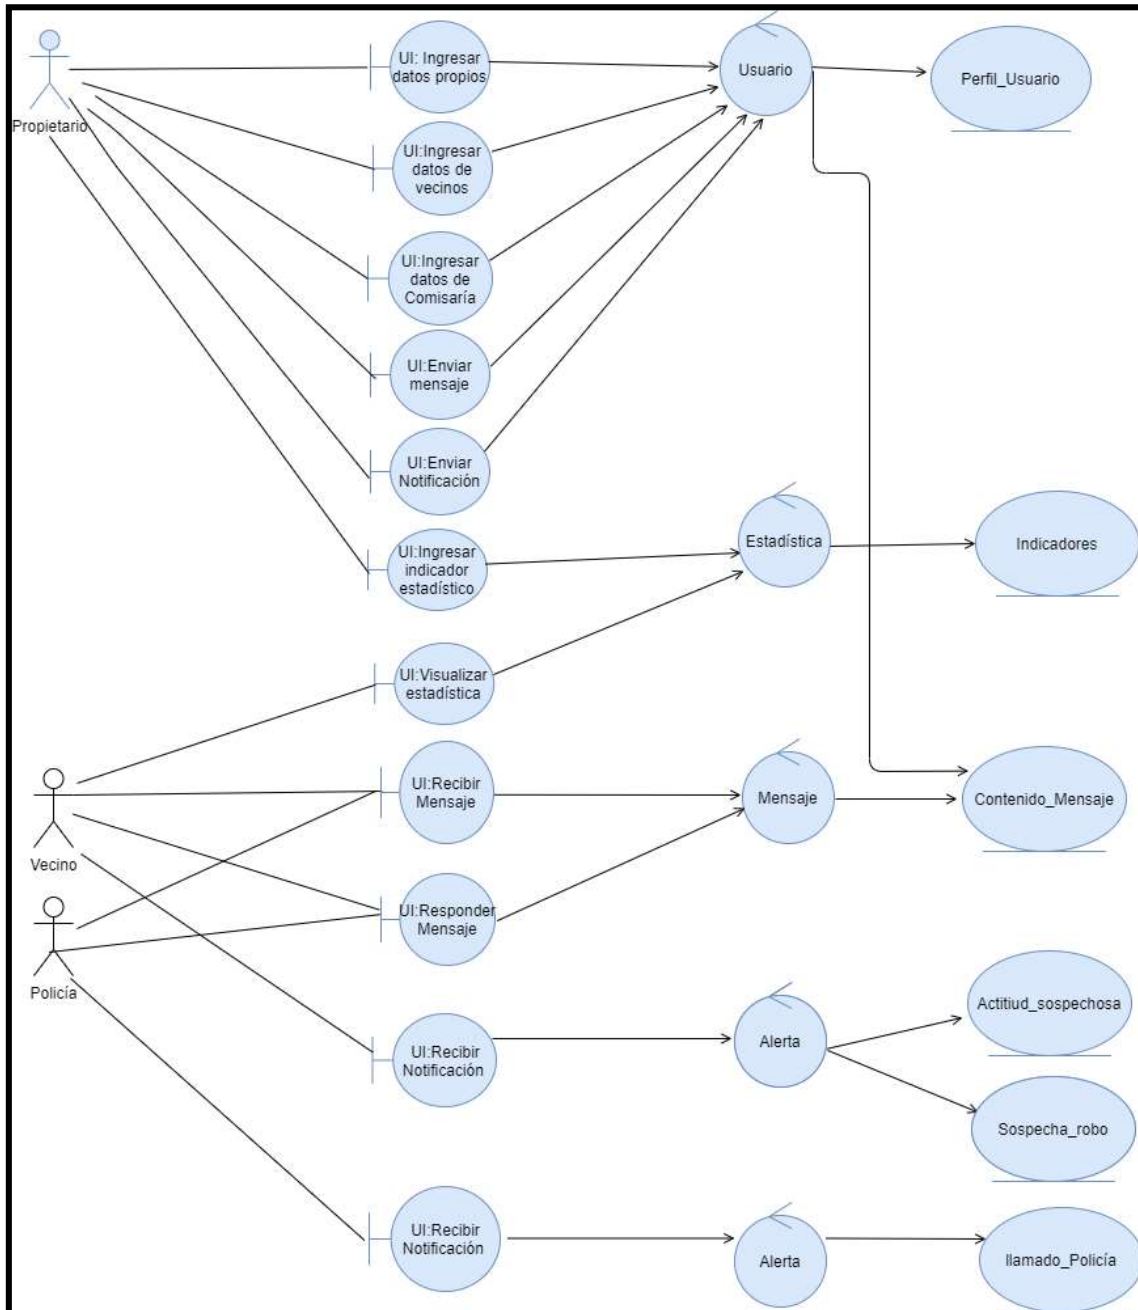 UI: Ingresar
datos propios
Usuario
Perfil_Usuario
Propietario
UI:Ingresar
datos de
vecinos
UI:Ingresar
datos de
Comisaría
UI:Enviar
mensaje
UI:Enviar
Notificación
Estadística
Indicadores
UI:Ingresar
indicador
estadístico
UI:Visualizar
estadística
UI:Recibir
Mensaje
Mensaje
Contenido_Mensaje
Vecino
UI:Responder
Mensaje
Policía
Actitiud_sospechosa
UI:Recibir
Notificación
Alerta
Sospecha_robo
UI:Recibir
Notificación
Alerta
llamado_Policía